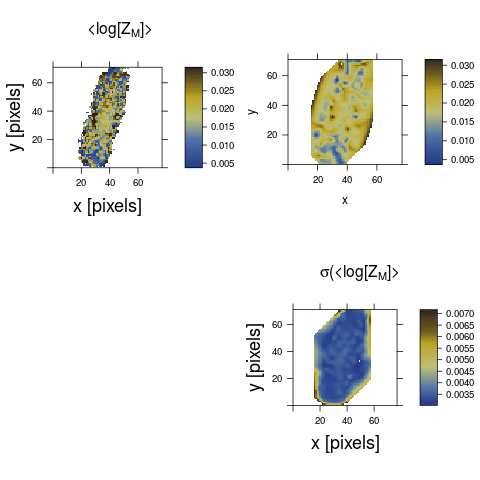 <log[Z_M]>
y [pixels]
60
40
20
20 40 60
x [pixels]
0.030
0.025
0.020
0.015
0.010
0.005
y
60
40
20
20 40 60
x
0.030
0.025
0.020
0.015
0.010
0.005
σ(<log[Z_M]>
y [pixels]
60
40
20
20 40 60
x [pixels]
0.0070
0.0065
0.0060
0.0055
0.0050
0.0045
0.0040
0.0035